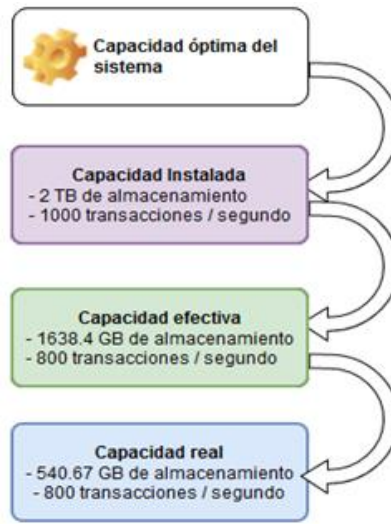 Capacidad óptima del
sistema
Capacidad Instalada
- 2 TB de almacenamiento
- 1000 transacciones / segundo
Capacidad efectiva
- 1638.4 GB de almacenamiento
- 800 transacciones / segundo
Capacidad real
- 540.67 GB de almacenamiento
- 800 transacciones / segundo